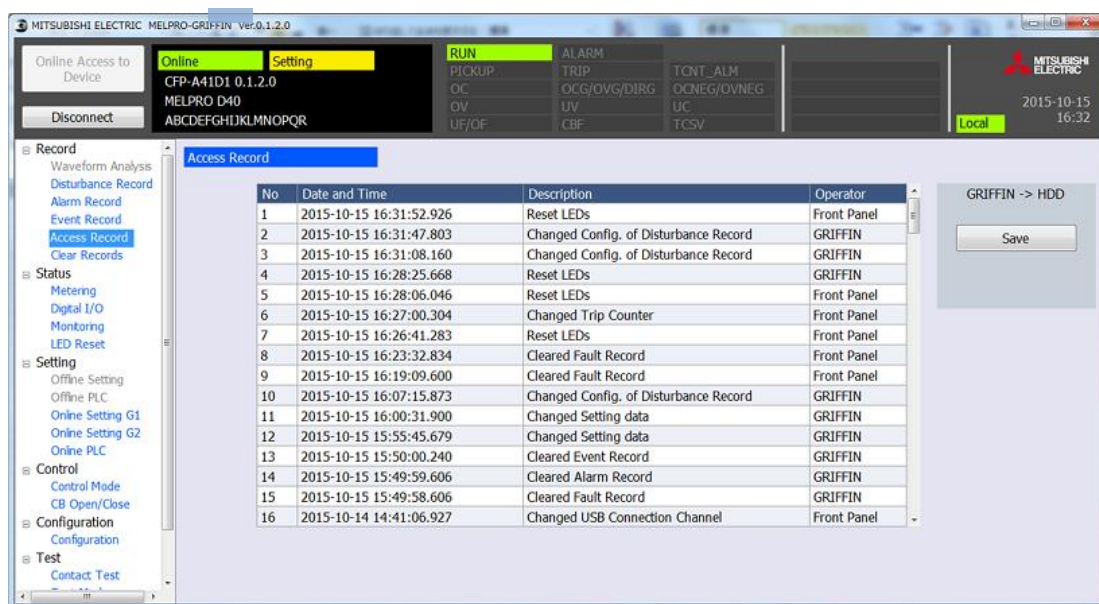 MITSUBISHI ELECTRIC MELPRO-GRIFFIN Ver.0.1.2.0
Online Access to
Device
Disconnect
Online Setting
CFP-A41D1 0.1.2.0
MELPRO D40
ABCDEFGHIJKLMNOPQR
RUN ALARM
PICKUP TRIP TCNT_ALM
OC OCG/OVG/DIRG OCNEG/OVNEG
OV UV UC
UF/OF CBF TCSV
MITSUBISHI
ELECTRIC
2015-10-15
16:32
Local
Record
Waveform Analysis
Disturbance Record
Alarm Record
Event Record
Access Record
Clear Records
Status
Metering
Digital I/O
Monitoring
LED Reset
Setting
Offline Setting
Offline PLC
Online Setting G1
Online Setting G2
Online PLC
Control
Control Mode
CB Open/Close
Configuration
Configuration
Test
Contact Test
Access Record
No Date and Time Description Operator
1 2015-10-15 16:31:52.926 Reset LEDs Front Panel
2 2015-10-15 16:31:47.803 Changed Config. of Disturbance Record GRIFFIN
3 2015-10-15 16:31:08.160 Changed Config. of Disturbance Record GRIFFIN
4 2015-10-15 16:28:25.668 Reset LEDs GRIFFIN
5 2015-10-15 16:28:06.046 Reset LEDs Front Panel
6 2015-10-15 16:27:00.304 Changed Trip Counter Front Panel
7 2015-10-15 16:26:41.283 Reset LEDs Front Panel
8 2015-10-15 16:23:32.834 Cleared Fault Record Front Panel
9 2015-10-15 16:19:09.600 Cleared Fault Record Front Panel
10 2015-10-15 16:07:15.873 Changed Config. of Disturbance Record GRIFFIN
11 2015-10-15 16:00:31.900 Changed Setting data GRIFFIN
12 2015-10-15 15:55:45.679 Changed Setting data GRIFFIN
13 2015-10-15 15:50:00.240 Cleared Event Record GRIFFIN
14 2015-10-15 15:49:59.606 Cleared Alarm Record GRIFFIN
15 2015-10-15 15:49:58.606 Cleared Fault Record GRIFFIN
16 2015-10-14 14:41:06.927 Changed USB Connection Channel Front Panel
GRIFFIN -> HDD
Save